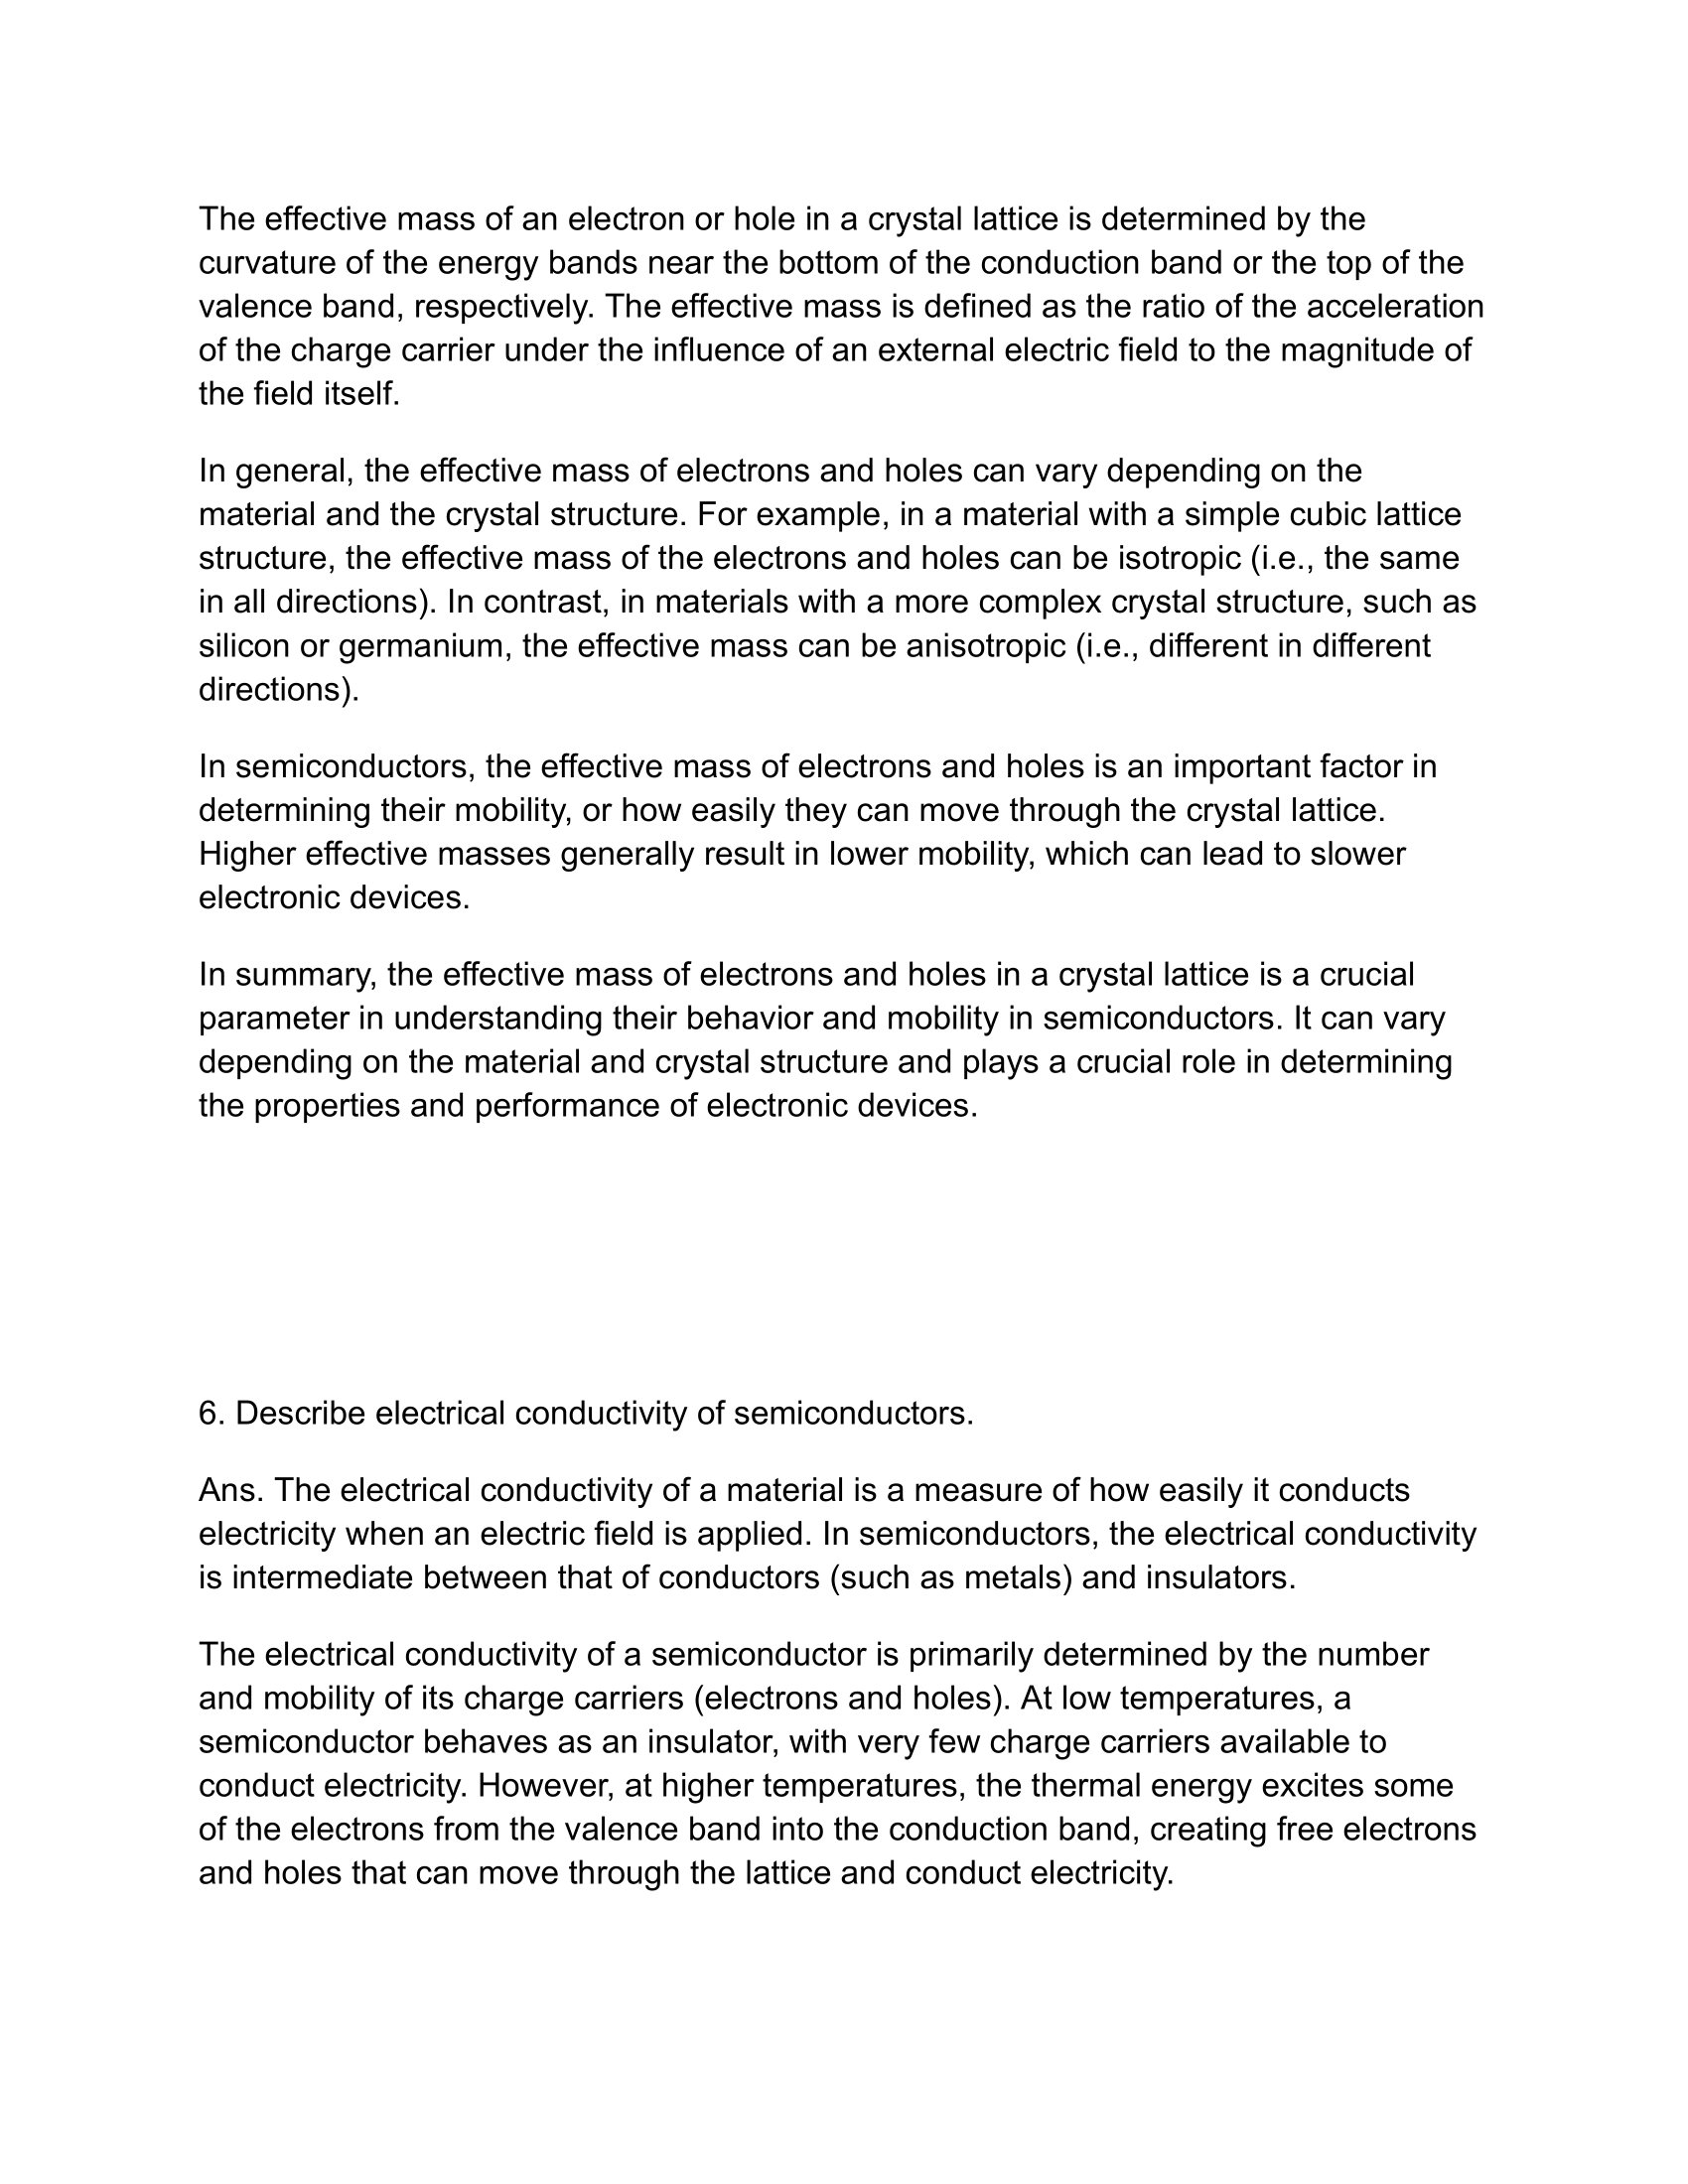 The effective mass of an electron or hole in a crystal lattice is determined by the
curvature of the energy bands near the bottom of the conduction band or the top of the
valence band, respectively. The effective mass is defined as the ratio of the acceleration
of the charge carrier under the influence of an external electric field to the magnitude of
the field itself.
In general, the effective mass of electrons and holes can vary depending on the
material and the crystal structure. For example, in a material with a simple cubic lattice
structure, the effective mass of the electrons and holes can be isotropic (i.e., the same
in all directions). In contrast, in materials with a more complex crystal structure, such as
silicon or germanium, the effective mass can be anisotropic (i.e., different in different
directions).
In semiconductors, the effective mass of electrons and holes is an important factor in
determining their mobility, or how easily they can move through the crystal lattice.
Higher effective masses generally result in lower mobility, which can lead to slower
electronic devices.
In summary, the effective mass of electrons and holes in a crystal lattice is a crucial
parameter in understanding their behavior and mobility in semiconductors. It can vary
depending on the material and crystal structure and plays a crucial role in determining
the properties and performance of electronic devices.
6. Describe electrical conductivity of semiconductors.
Ans. The electrical conductivity of a material is a measure of how easily it conducts
electricity when an electric field is applied. In semiconductors, the electrical conductivity
is intermediate between that of conductors (such as metals) and insulators.
The electrical conductivity of a semiconductor is primarily determined by the number
and mobility of its charge carriers (electrons and holes). At low temperatures, a
semiconductor behaves as an insulator, with very few charge carriers available to
conduct electricity. However, at higher temperatures, the thermal energy excites some
of the electrons from the valence band into the conduction band, creating free electrons
and holes that can move through the lattice and conduct electricity.